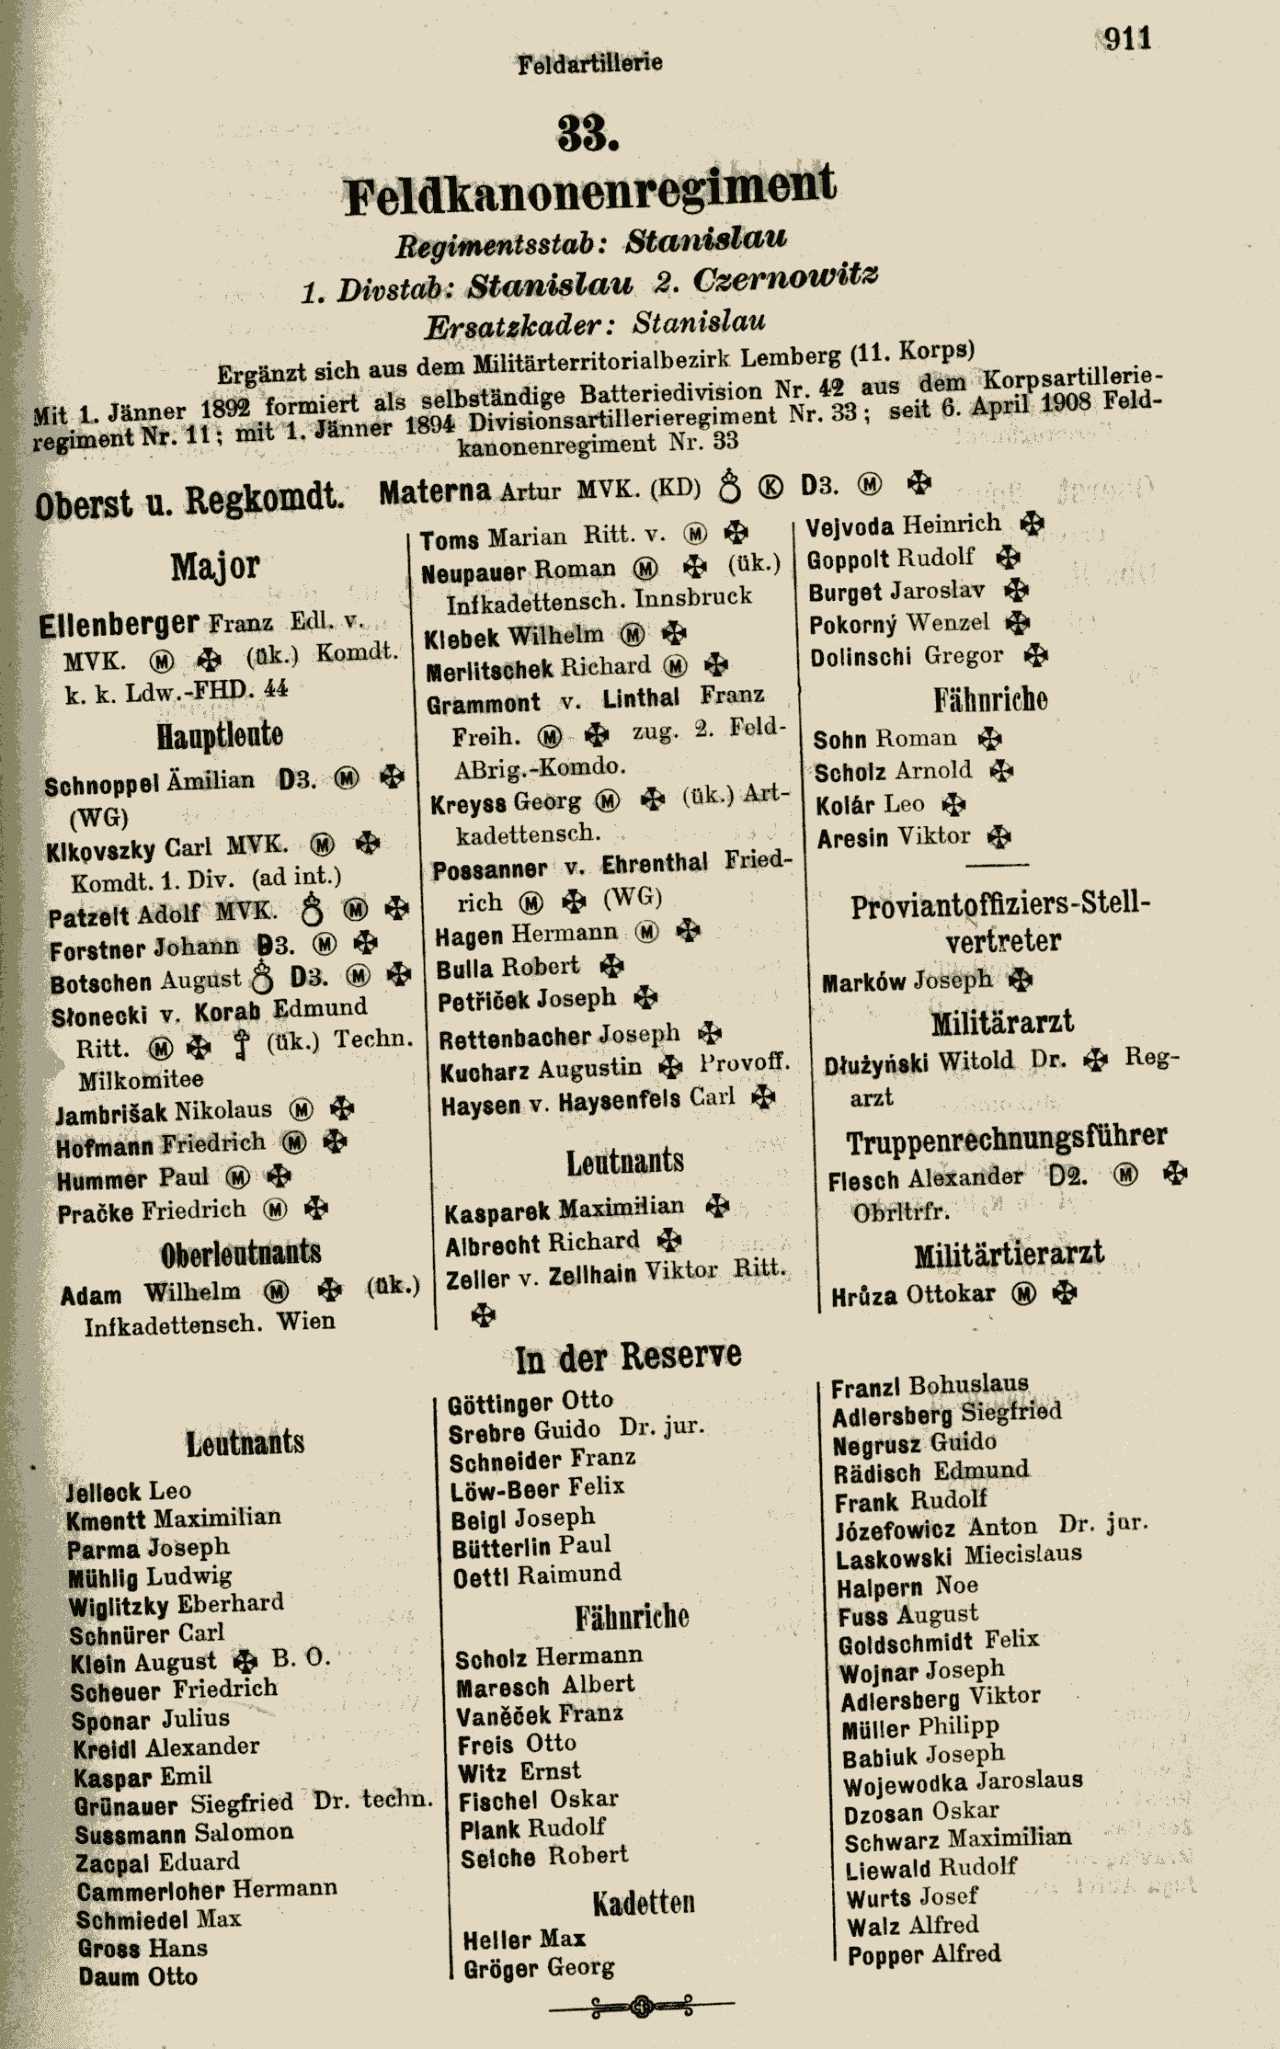 911
Feldartillerie
33.
Feldkanonenregiment
Regimentsstab: Stanislau
1. Divstab: Stanislau 2. Czernowitz
Ersatzkader: Stanislau
Ergänzt sich aus dem Militärterritorialbezirk Lemberg (11. Korps)
Mit 1. Jänner 1892 formiert als selbständige Batteriedivision Nr. 42 aus dem Korpsartillerie-
regiment Nr. 11; mit 1. Jänner 1894 Divisionsartillerieregiment Nr. 33; seit 6. April 1908 Feld-
kanonenregiment Nr. 33
Oberst u. Regkomdt. Materna Artur MVK. (KD) Ⓚ D3. Ⓜ ✠
Major
Ellenberger Franz Edl. v.
MVK. Ⓜ ✠ (ük.) Komdt.
k. k. Ldw.-FHD. 44
Hauptleute
Schnoppel Ämilian D3. Ⓜ ✠
(WG)
Klkovszky Carl MVK. Ⓜ ✠
Komdt. 1. Div. (ad int.)
Patzelt Adolf MVK. Ⓜ ✠
Forstner Johann D3. Ⓜ ✠
Botschen August D3. Ⓜ ✠
Słonecki v. Korab Edmund
Ritt. Ⓜ ✠ (ük.) Techn.
Milkomitee
Jambrišak Nikolaus Ⓜ ✠
Hofmann Friedrich Ⓜ ✠
Hummer Paul Ⓜ ✠
Pračke Friedrich Ⓜ ✠
Oberleutnants
Adam Wilhelm Ⓜ ✠ (ük.)
Infkadettensch. Wien
Toms Marian Ritt. v. Ⓜ ✠
Neupauer Roman Ⓜ ✠ (ük.)
Infkadettensch. Innsbruck
Klebek Wilhelm Ⓜ ✠
Merlitschek Richard Ⓜ ✠
Grammont v. Linthal Franz
Freih. Ⓜ ✠ zug. 2. Feld-
ABrig.-Komdo.
Kreyss Georg Ⓜ ✠ (ük.) Art-
kadettensch.
Possanner v. Ehrenthal Fried-
rich Ⓜ ✠ (WG)
Hagen Hermann Ⓜ ✠
Bulla Robert ✠
Petřiček Joseph ✠
Rettenbacher Joseph ✠
Kucharz Augustin ✠ Provoff.
Haysen v. Haysenfels Carl ✠
Leutnants
Kasparek Maximilian ✠
Albrecht Richard ✠
Zeller v. Zellhain Viktor Ritt.
✠
Vejvoda Heinrich ✠
Goppolt Rudolf ✠
Burget Jaroslav ✠
Pokorný Wenzel ✠
Dolinschi Gregor ✠
Fähnriche
Sohn Roman ✠
Scholz Arnold ✠
Kolár Leo ✠
Aresin Viktor ✠
Proviantoffiziers-Stell-
vertreter
Marków Joseph ✠
Militärarzt
Dłużyński Witold Dr. ✠ Reg-
arzt
Truppenrechnungsführer
Flesch Alexander D2. Ⓜ ✠
Obrltrfr.
Militärtierarzt
Hrůza Ottokar Ⓜ ✠
In der Reserve
Leutnants
Jelleck Leo
Kmentt Maximilian
Parma Joseph
Mühlig Ludwig
Wiglitzky Eberhard
Schnürer Carl
Klein August ✠ B. O.
Scheuer Friedrich
Sponar Julius
Kreidl Alexander
Kaspar Emil
Grünauer Siegfried Dr. techn.
Sussmann Salomon
Zacpal Eduard
Cammerloher Hermann
Schmiedel Max
Gross Hans
Daum Otto
Göttinger Otto
Srebre Guido Dr. jur.
Schneider Franz
Löw-Beer Felix
Beigl Joseph
Bütterlin Paul
Oettl Raimund
Fähnriche
Scholz Hermann
Maresch Albert
Vaněček Franz
Freis Otto
Witz Ernst
Fischel Oskar
Plank Rudolf
Selche Robert
Kadetten
Heller Max
Gröger Georg
Franzl Bohuslaus
Adlersberg Siegfried
Negrusz Guido
Rädisch Edmund
Frank Rudolf
Józefowicz Anton Dr. jur.
Laskowski Miecislaus
Halpern Noe
Fuss August
Goldschmidt Felix
Wojnar Joseph
Adlersberg Viktor
Müller Philipp
Babiuk Joseph
Wojewodka Jaroslaus
Dzosan Oskar
Schwarz Maximilian
Liewald Rudolf
Wurts Josef
Walz Alfred
Popper Alfred